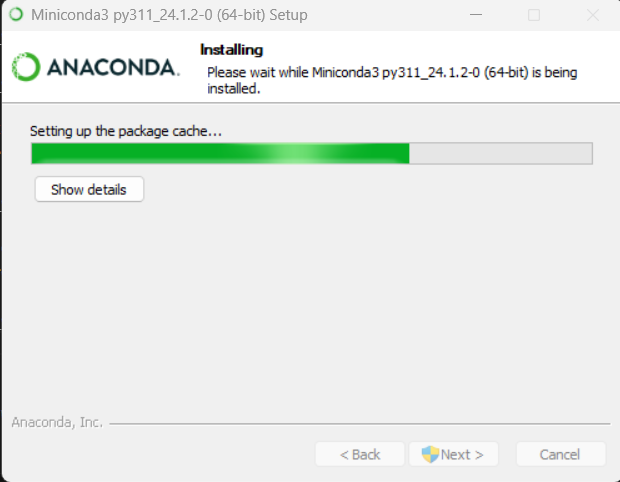 Miniconda3 py311_24.1.2-0 (64-bit) Setup
ANACONDA.
Installing
Please wait while Miniconda3 py311_24.1.2-0 (64-bit) is being
installed.
Setting up the package cache...
Show details
Anaconda, Inc.
< Back
Next >
Cancel